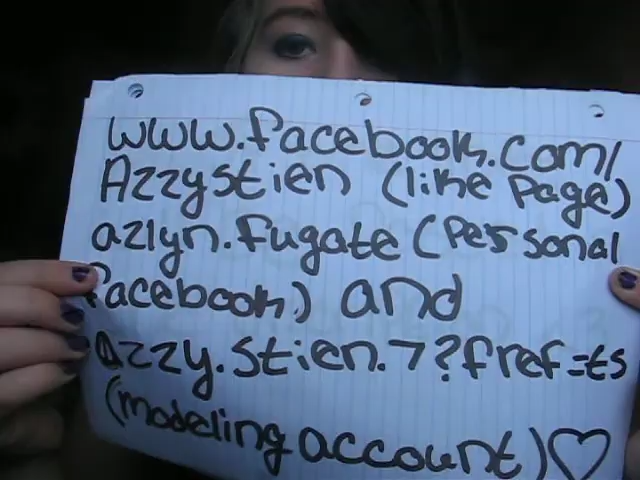 www.facebook.com/
Azzystien (like page)
azlyn.fugate (personal
facebook) and
azzy.stien.7?fref=ts
(modeling account)♡